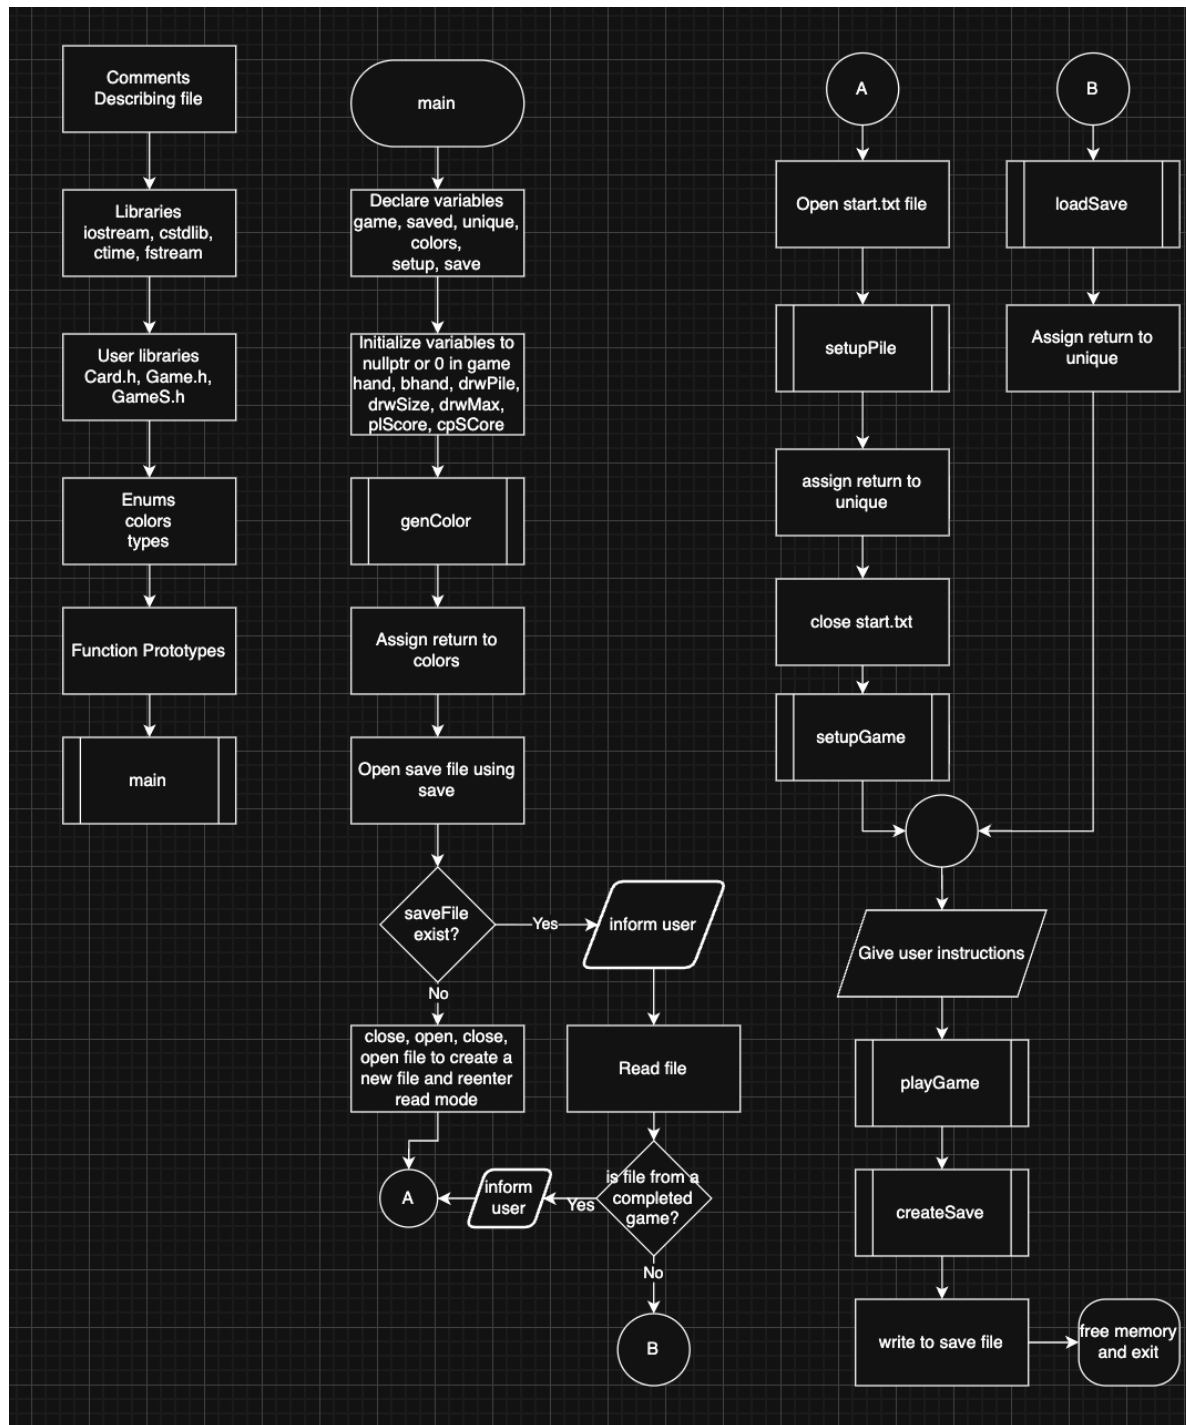 Comments
Describing file
Libraries
iostream, cstdlib,
ctime, fstream
User libraries
Card.h, Game.h,
GameS.h
Enums
colors
types
Function Prototypes
main
main
Declare variables
game, saved, unique,
colors,
setup, save
Initialize variables to
nullptr or 0 in game
hand, bhand, drwPile,
drwSize, drwMax,
plScore, cpSCore
genColor
Assign return to
colors
Open save file using
save
saveFile
exist?
Yes
inform user
No
close, open, close,
open file to create a
new file and reenter
read mode
Read file
is file from a
completed
game?
Yes
inform
user
A
No
B
A
Open start.txt file
setupPile
assign return to
unique
close start.txt
setupGame
B
loadSave
Assign return to
unique
Give user instructions
playGame
createSave
write to save file
free memory
and exit